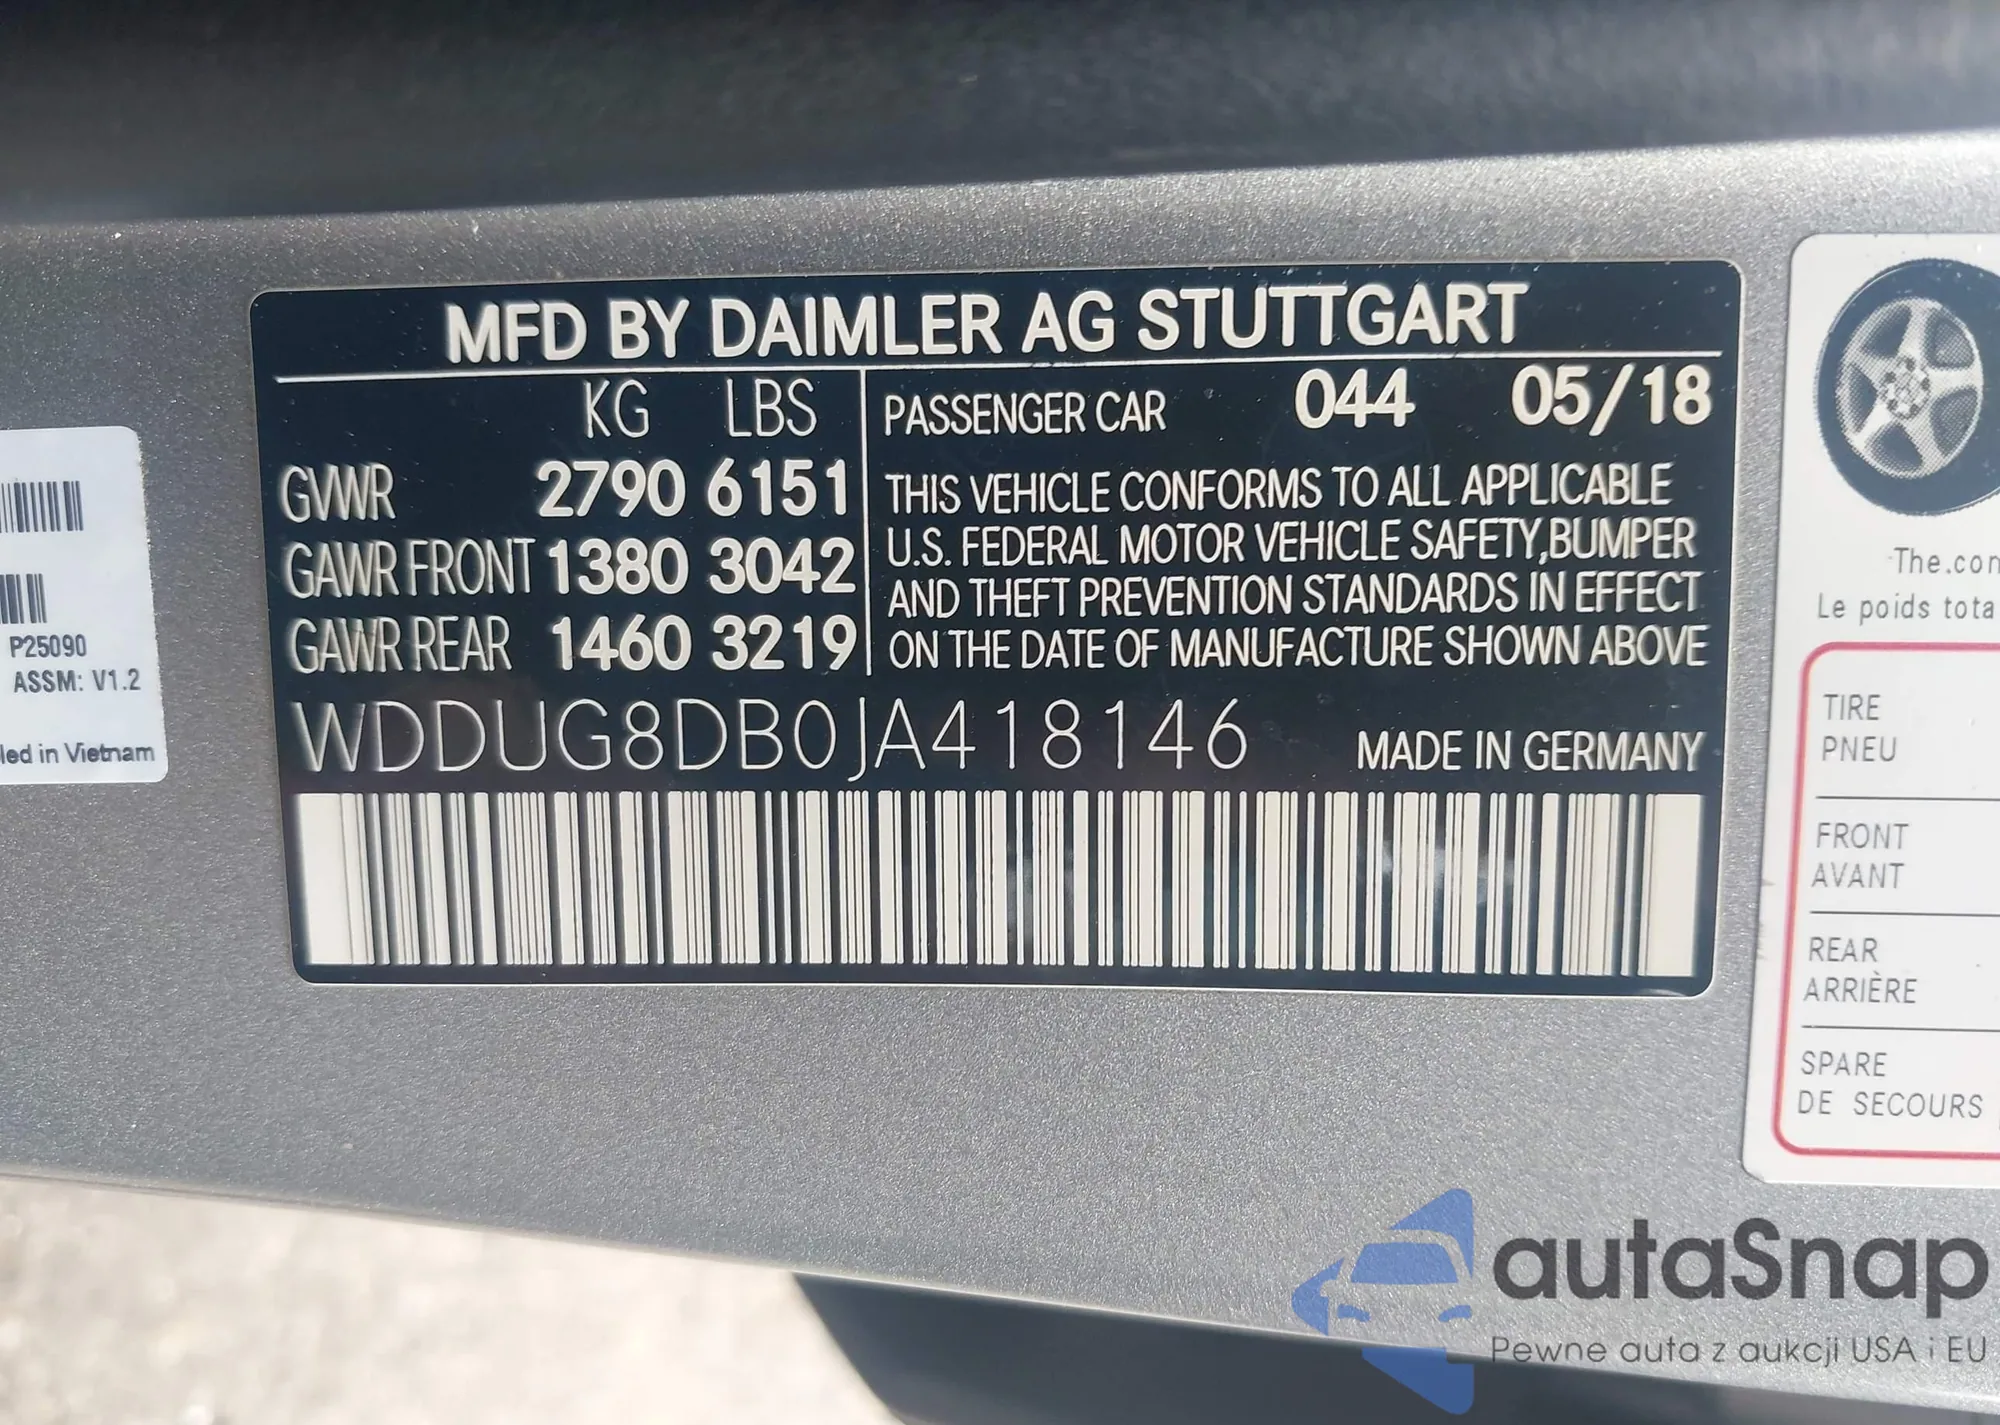 MFD BY DAIMLER AG STUTTGART
KG LBS
GVWR 2790 6151
GAWR FRONT 1380 3042
GAWR REAR 1460 3219
PASSENGER CAR 044 05/18
THIS VEHICLE CONFORMS TO ALL APPLICABLE
U.S. FEDERAL MOTOR VEHICLE SAFETY,BUMPER
AND THEFT PREVENTION STANDARDS IN EFFECT
ON THE DATE OF MANUFACTURE SHOWN ABOVE
WDDUG8DB0JA418146 MADE IN GERMANY
P25090
ASSM: V1.2
led in Vietnam
The.con
Le poids tota
TIRE
PNEU
FRONT
AVANT
REAR
ARRIÈRE
SPARE
DE SECOURS
autaSnap
Pewne auta z aukcji USA i EU